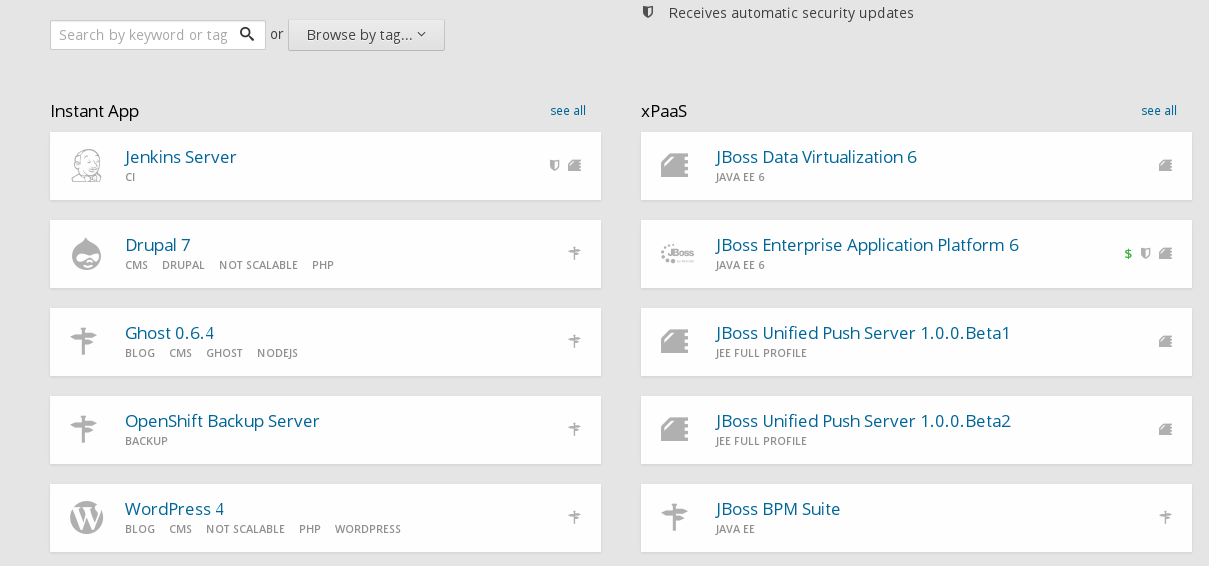 Receives automatic security updates
Search by keyword or tag
or
Browse by tag...
Instant App
see all
Jenkins Server
CI
Drupal 7
CMS DRUPAL NOT SCALABLE PHP
Ghost 0.6.4
BLOG CMS GHOST NODEJS
OpenShift Backup Server
BACKUP
WordPress 4
BLOG CMS NOT SCALABLE PHP WORDPRESS
xPaaS
see all
JBoss Data Virtualization 6
JAVA EE 6
JBoss
JBoss Enterprise Application Platform 6
$
JAVA EE 6
JBoss Unified Push Server 1.0.0.Beta1
JEE FULL PROFILE
JBoss Unified Push Server 1.0.0.Beta2
JEE FULL PROFILE
JBoss BPM Suite
JAVA EE